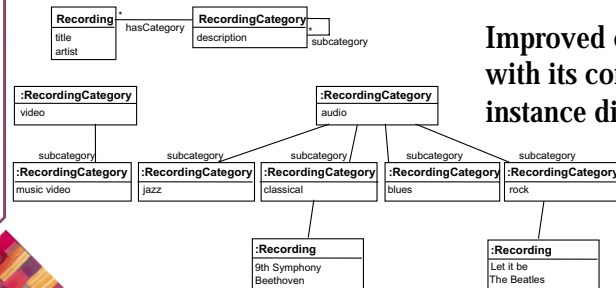 Recording
title
artist
*
hasCategory
RecordingCategory
description
*
subcategory
Improved
with its
instance
:RecordingCategory
video
:RecordingCategory
audio
subcategory
subcategory
subcategory
subcategory
subcategory
:RecordingCategory
music video
:RecordingCategory
jazz
:RecordingCategory
classical
:RecordingCategory
blues
:RecordingCategory
rock
:Recording
9th Symphony
Beethoven
:Recording
Let it be
The Beatles